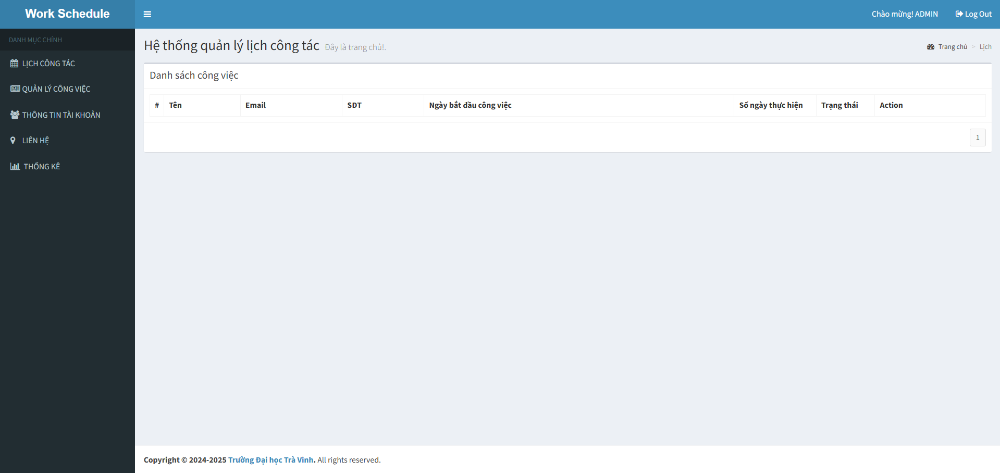 Work Schedule
Chào mừng! ADMIN
Log Out
DANH MỤC CHÍNH
LỊCH CÔNG TÁC
QUẢN LÝ CÔNG VIỆC
THÔNG TIN TÀI KHOẢN
LIÊN HỆ
THỐNG KÊ
Hệ thống quản lý lịch công tác Đây là trang chủ!.
Trang chủ > Lịch
Danh sách công việc
# Tên Email SĐT Ngày bắt đầu công việc Số ngày thực hiện Trạng thái Action
1
Copyright © 2024-2025 Trường Đại học Trà Vinh. All rights reserved.